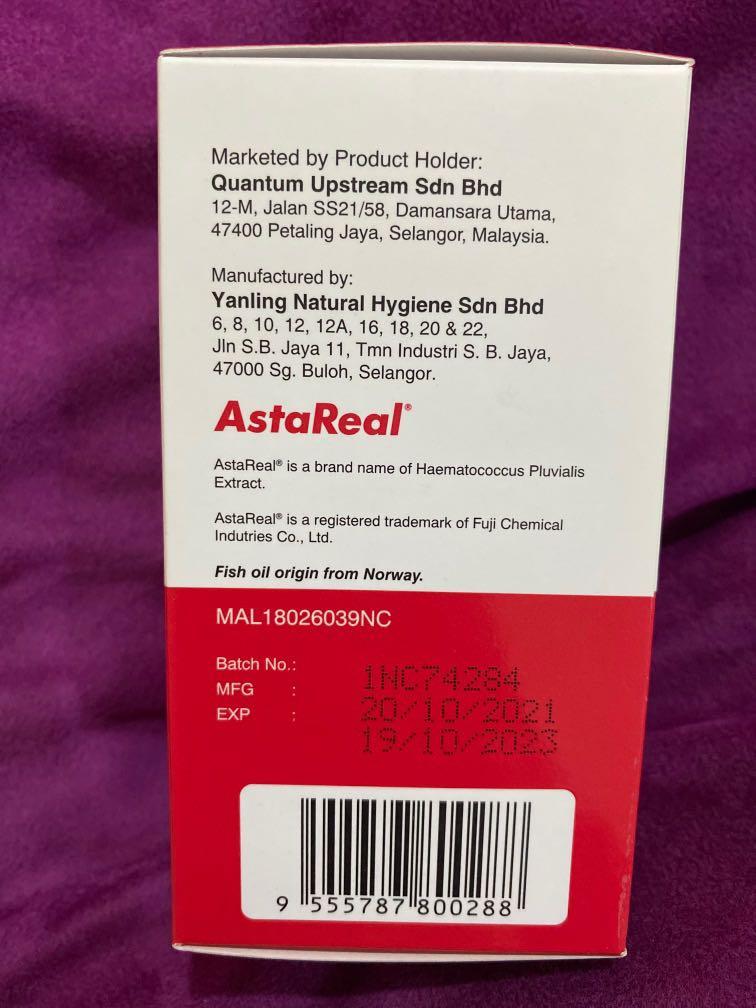 Marketed by Product Holder:
Quantum Upstream Sdn Bhd
12-M, Jalan SS21/58, Damansara Utama,
47400 Petaling Jaya, Selangor, Malaysia.
Manufactured by:
Yanling Natural Hygiene Sdn Bhd
6, 8, 10, 12, 12A, 16, 18, 20 & 22,
Jln S.B. Jaya 11, Tmn Industri S. B. Jaya,
47000 Sg. Buloh, Selangor.
AstaReal®
AstaReal® is a brand name of Haematococcus Pluvialis
Extract.
AstaReal® is a registered trademark of Fuji Chemical
Indutries Co., Ltd.
Fish oil origin from Norway.
MAL18026039NC
Batch No.: 1NC74284
MFG : 20/10/2021
EXP : 19/10/2023
9 555787 800288